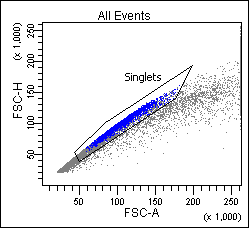 All Events
(x 1,000)
250
200
150
100
50
FSC-H
Singlets
50 100 150 200 250
FSC-A
(x 1,000)